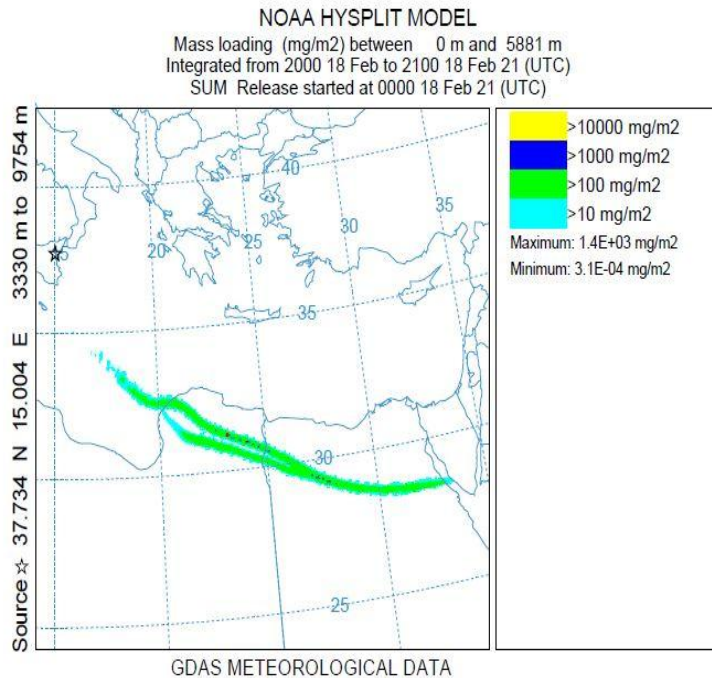 NOAA HYSPLIT MODEL
Mass loading (mg/m2) between 0 m and 5881 m
Integrated from 2000 18 Feb to 2100 18 Feb 21 (UTC)
SUM Release started at 0000 18 Feb 21 (UTC)
Source ☆ 37.734 N 15.004 E 3330 m to 9754 m
>10000 mg/m2
>1000 mg/m2
>100 mg/m2
>10 mg/m2
Maximum: 1.4E+03 mg/m2
Minimum: 3.1E-04 mg/m2
40
35
30
25
20
35
30
25
GDAS METEOROLOGICAL DATA